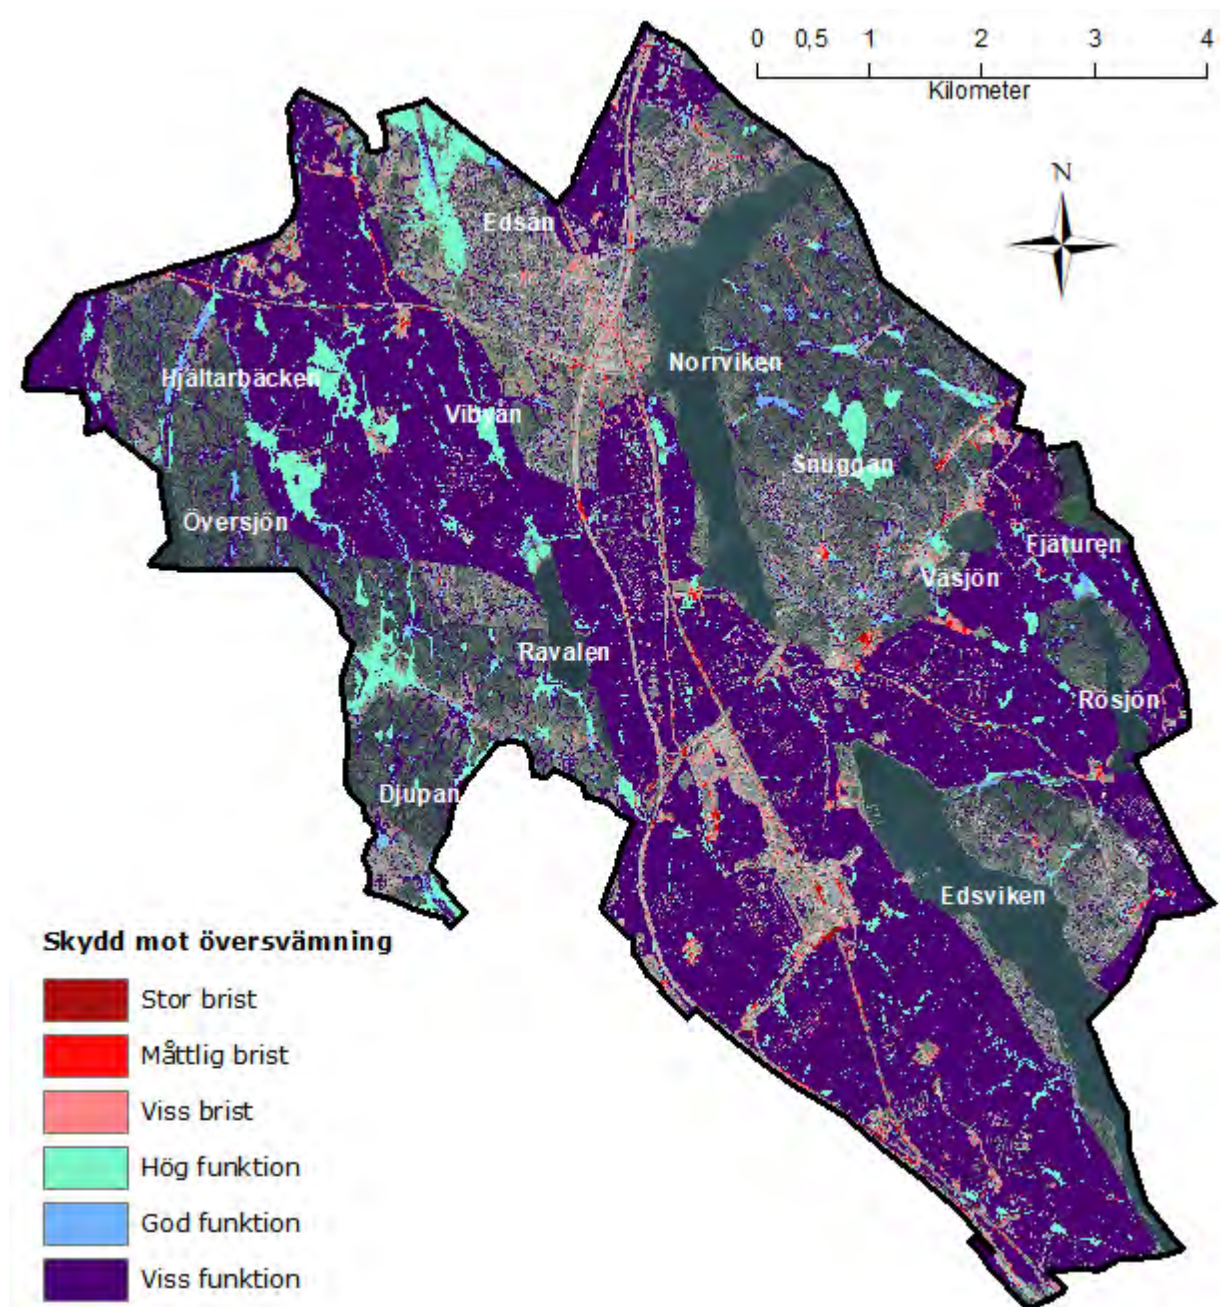 0 0,5 1 2 3 4
Kilometer
N
Edsån
Norrviken
Hjältarbäcken
Vibyån
Snuggan
Översjön
Fjäturen
Väsjön
Ravalen
Rösjön
Djupan
Edsviken
Skydd mot översvämning
Stor brist
Måttlig brist
Viss brist
Hög funktion
God funktion
Viss funktion